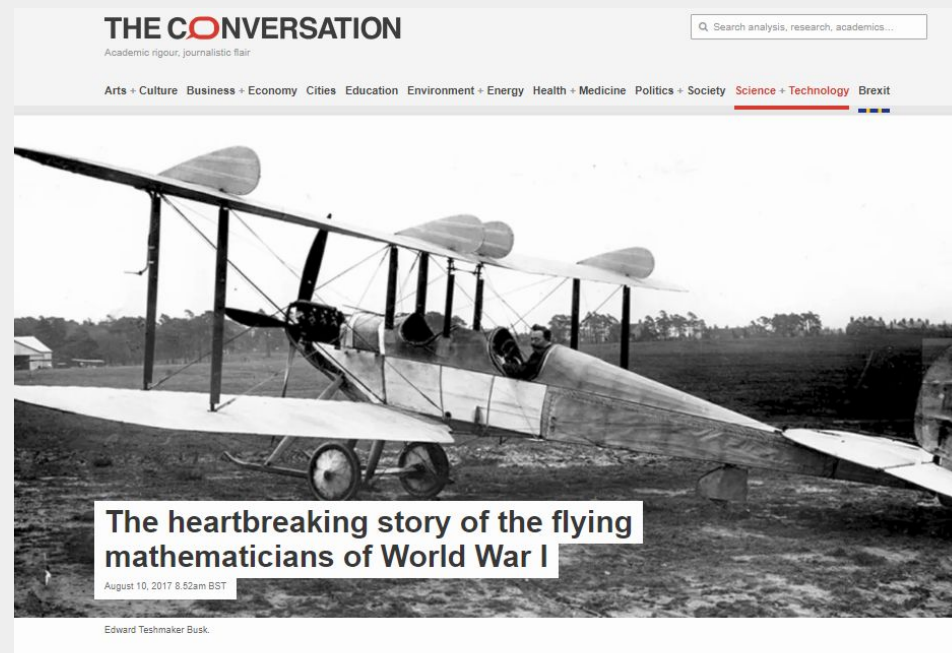 THE CONVERSATION
Search analysis, research, academics...
Academic rigour, journalistic flair
Arts + Culture Business + Economy Cities Education Environment + Energy Health + Medicine Politics + Society Science + Technology Brexit
The heartbreaking story of the flying
mathematicians of World War I
August 10, 2017 8.52am BST
Edward Teshmaker Busk.